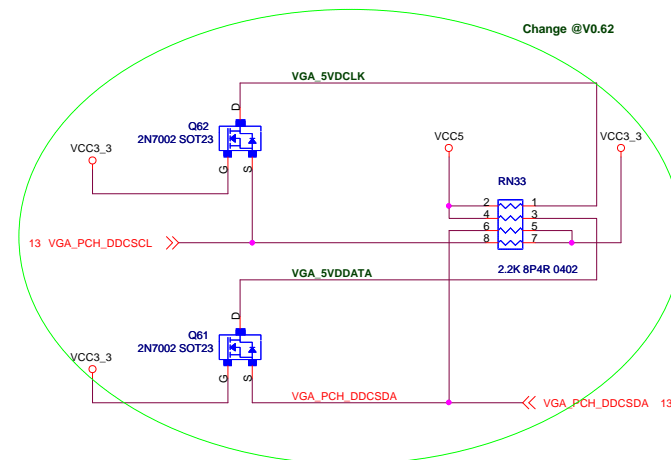 Change @V0.62
VGA_5VDCLK
D
Q62
2N7002 SOT23
VCC3_3
VCC5
VCC3_3
G
S
RN33
2 1
4 3
6 5
8 7
13 VGA_PCH_DDCSCL
2.2K 8P4R 0402
VGA_5VDDATA
D
Q61
2N7002 SOT23
VCC3_3
G
S
VGA_PCH_DDCSDA
VGA_PCH_DDCSDA 13